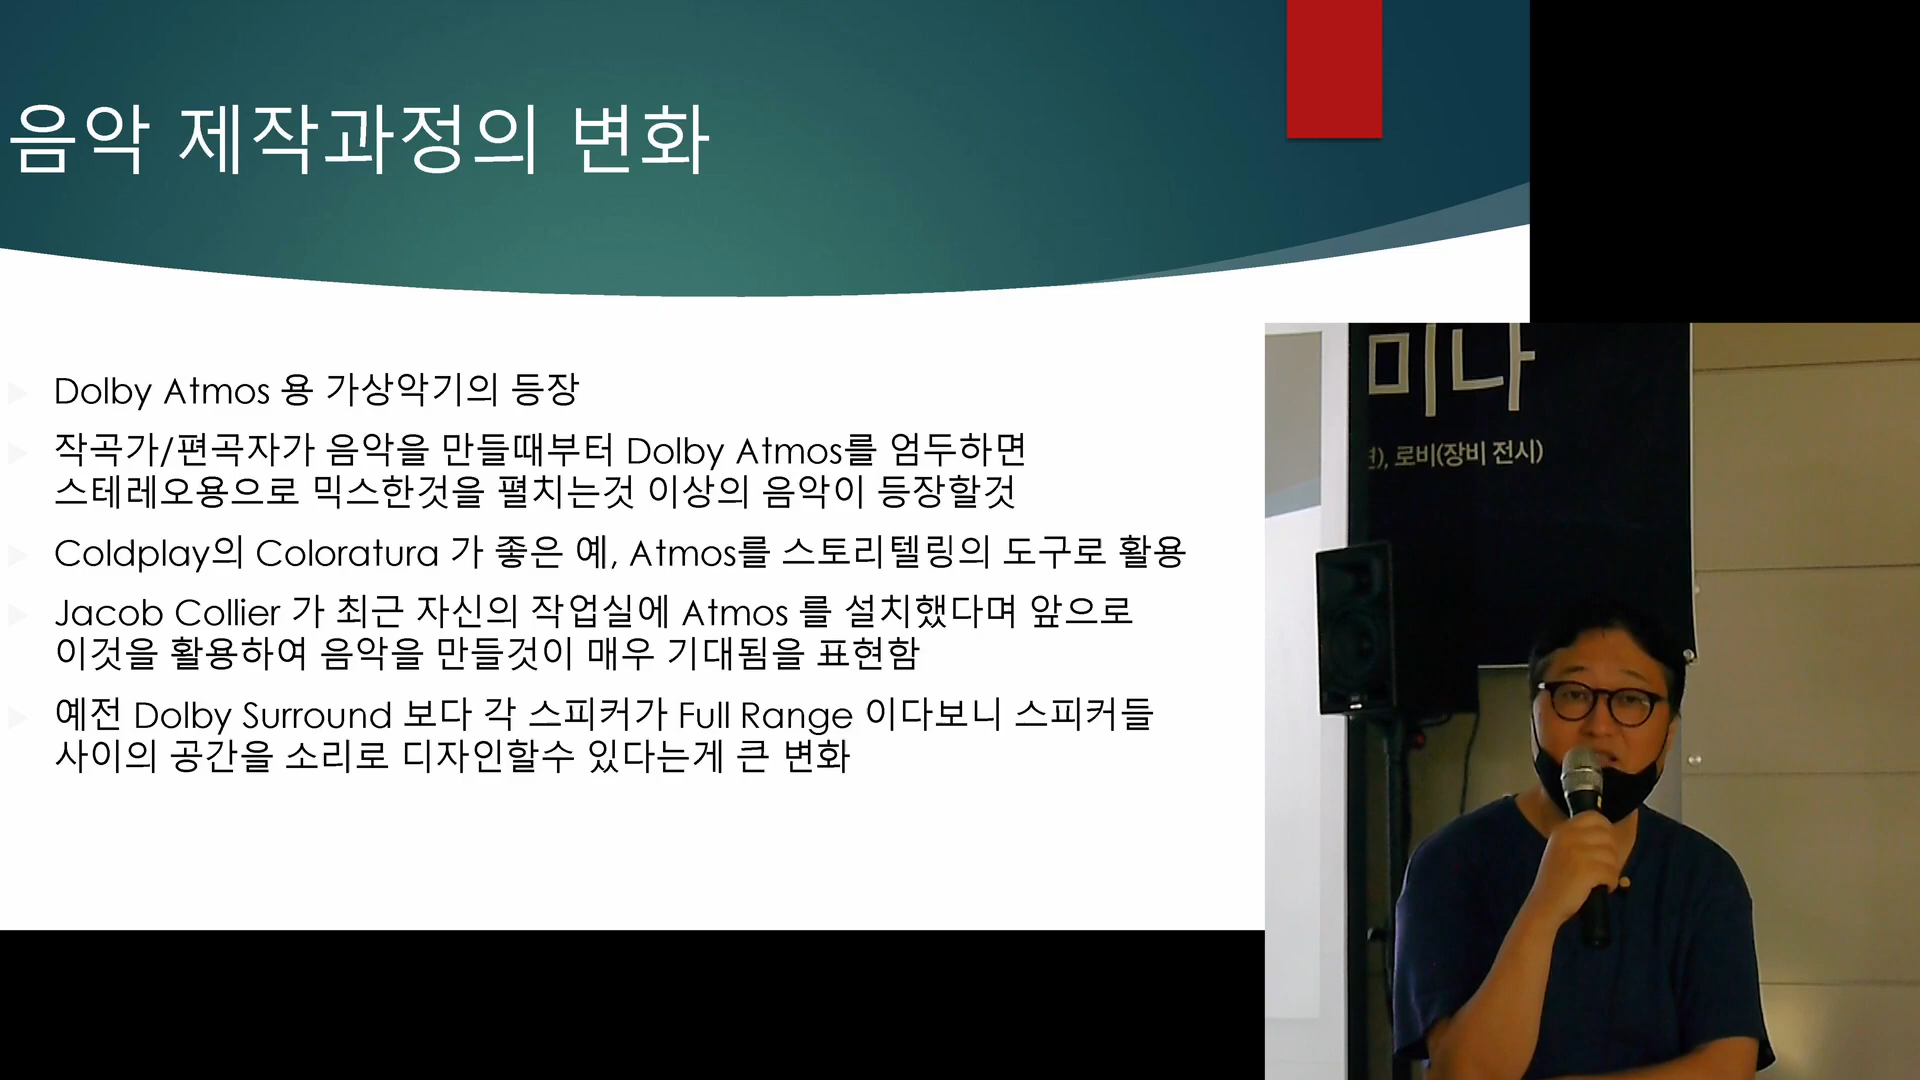 음악 제작과정의 변화
Dolby Atmos 용 가상악기의 등장
작곡가/편곡자가 음악을 만들때부터 Dolby Atmos를 엄두하면
스테레오용으로 믹스한것을 펼치는것 이상의 음악이 등장할것
Coldplay의 Coloratura 가 좋은 예, Atmos를 스토리텔링의 도구로 활용
Jacob Collier 가 최근 자신의 작업실에 Atmos 를 설치했다며 앞으로
이것을 활용하여 음악을 만들것이 매우 기대됨을 표현함
예전 Dolby Surround 보다 각 스피커가 Full Range 이다보니 스피커들
사이의 공간을 소리로 디자인할수 있다는게 큰 변화
미나
), 로비(장비 전시)